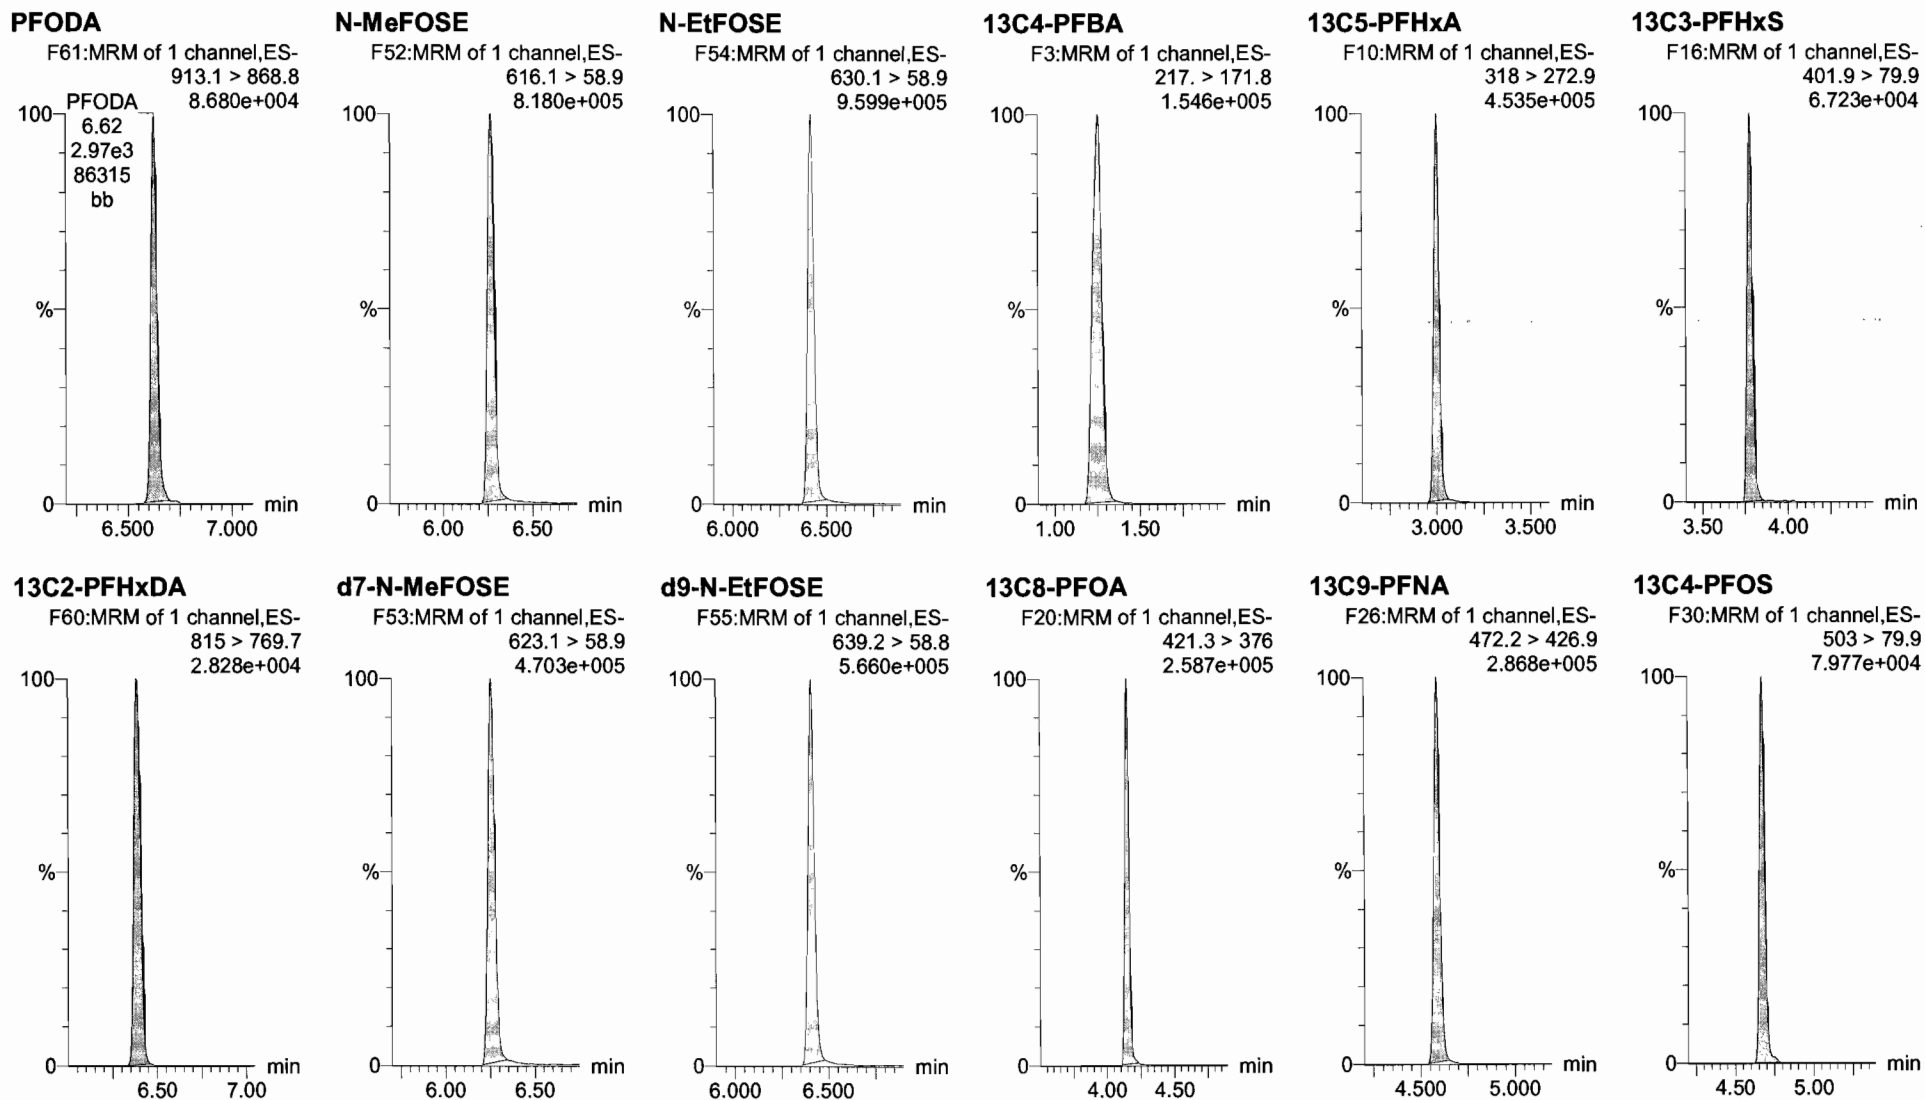 PFODA
F61:MRM of 1 channel,ES-
913.1 > 868.8
8.680e+004
PFODA
6.62
2.97e3
86315
bb
100
%
0
6.500
7.000
min
N-MeFOSE
F52:MRM of 1 channel,ES-
616.1 > 58.9
8.180e+005
100
%
0
6.00
6.50
min
N-EtFOSE
F54:MRM of 1 channel,ES-
630.1 > 58.9
9.599e+005
100
%
0
6.000
6.500
min
13C4-PFBA
F3:MRM of 1 channel,ES-
217. > 171.8
1.546e+005
100
%
0
1.00
1.50
min
13C5-PFHxA
F10:MRM of 1 channel,ES-
318 > 272.9
4.535e+005
100
%
0
3.000
3.500
min
13C3-PFHxS
F16:MRM of 1 channel,ES-
401.9 > 79.9
6.723e+004
100
%
0
3.50
4.00
min
13C2-PFHxDA
F60:MRM of 1 channel,ES-
815 > 769.7
2.828e+004
100
%
0
6.50
7.00
min
d7-N-MeFOSE
F53:MRM of 1 channel,ES-
623.1 > 58.9
4.703e+005
100
%
0
6.00
6.50
min
d9-N-EtFOSE
F55:MRM of 1 channel,ES-
639.2 > 58.8
5.660e+005
100
%
0
6.000
6.500
min
13C8-PFOA
F20:MRM of 1 channel,ES-
421.3 > 376
2.587e+005
100
%
0
4.00
4.50
min
13C9-PFNA
F26:MRM of 1 channel,ES-
472.2 > 426.9
2.868e+005
100
%
0
4.500
5.000
min
13C4-PFOS
F30:MRM of 1 channel,ES-
503 > 79.9
7.977e+004
100
%
0
4.50
5.00
min